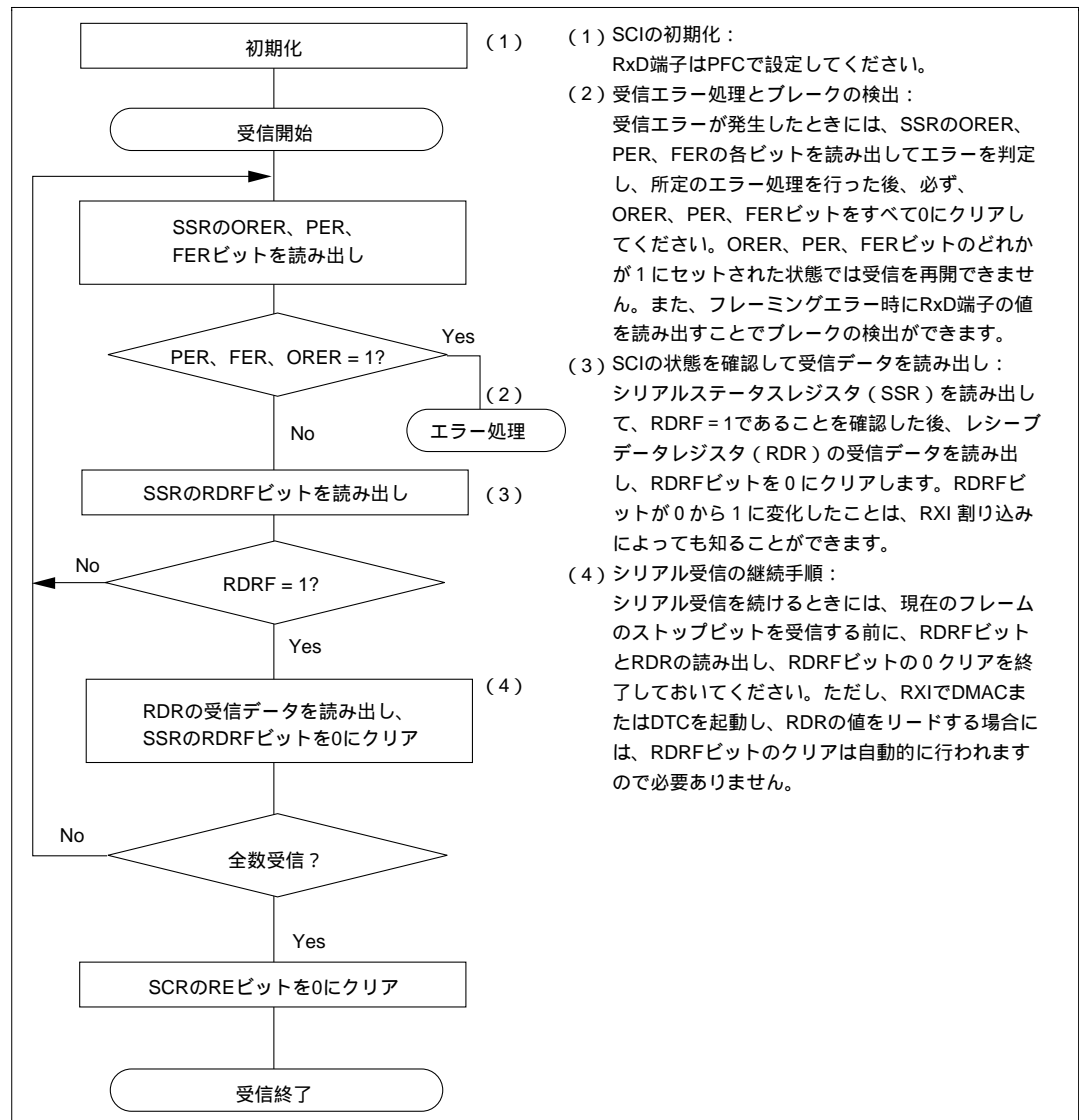 初期化
(1)
受信開始
SSRのORER、PER、
FERビットを読み出し
PER、FER、ORER = 1?
Yes
(2)
エラー処理
No
SSRのRDRFビットを読み出し
(3)
No
RDRF = 1?
Yes
(4)
RDRの受信データを読み出し、
SSRのRDRFビットを0にクリア
No
全数受信？
Yes
SCRのREビットを0にクリア
受信終了
(1) SCIの初期化：
RxD端子はPFCで設定してください。
(2) 受信エラー処理とブレークの検出：
受信エラーが発生したときには、SSRのORER、
PER、FERの各ビットを読み出してエラーを判定
し、所定のエラー処理を行った後、必ず、
ORER、PER、FERビットをすべて0にクリアし
てください。ORER、PER、FERビットのどれか
が1にセットされた状態では受信を再開できませ
ん。また、フレーミングエラー時にRxD端子の値
を読み出すことでブレークの検出ができます。
(3) SCIの状態を確認して受信データを読み出し：
シリアルステータスレジスタ（SSR）を読み出し
て、RDRF = 1であることを確認した後、レシーブ
データレジスタ（RDR）の受信データを読み出
し、RDRFビットを0にクリアします。RDRFビ
ットが0から1に変化したことは、RXI 割り込み
によっても知ることができます。
(4) シリアル受信の継続手順：
シリアル受信を続けるときには、現在のフレーム
のストップビットを受信する前に、RDRFビット
とRDRの読み出し、RDRFビットの0クリアを終
了しておいてください。ただし、RXIでDMACま
たはDTCを起動し、RDRの値をリードする場合に
は、RDRFビットのクリアは自動的に行われます
ので必要ありません。